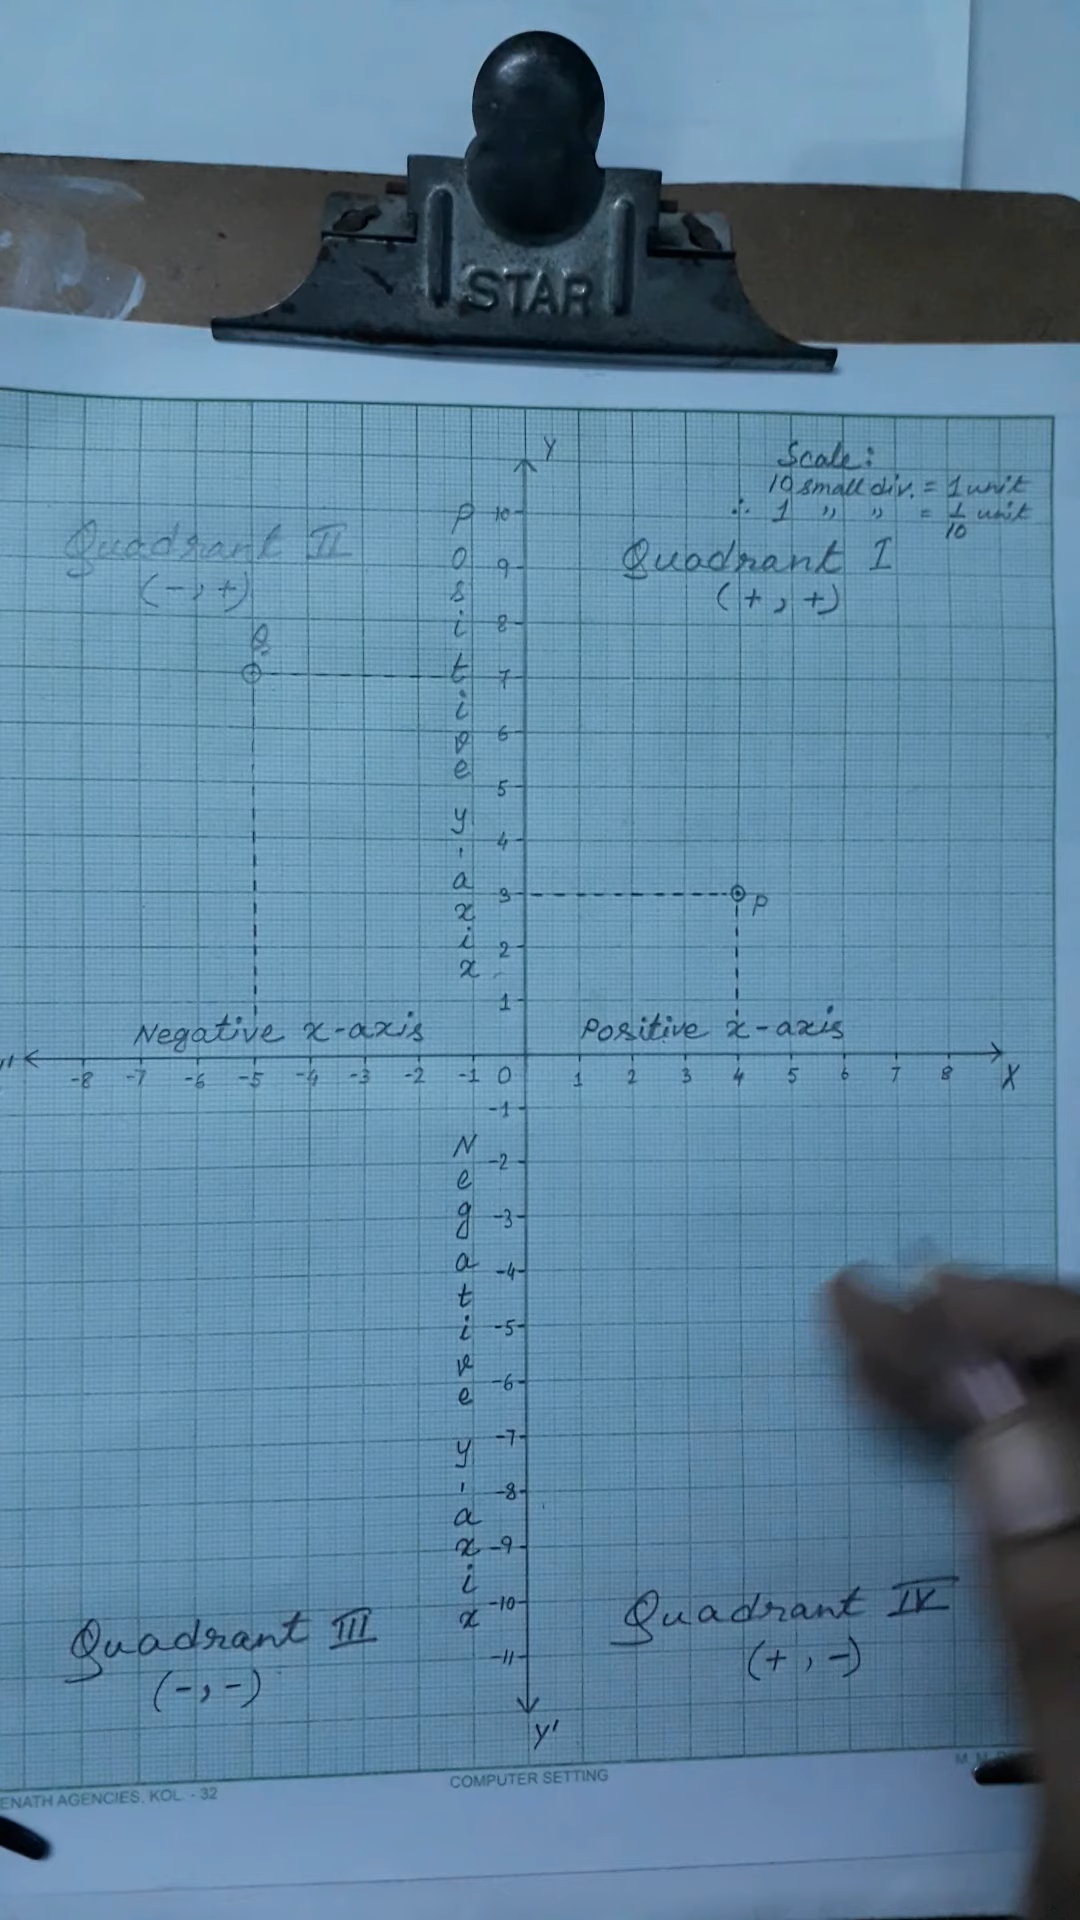 STAR
Y
Scale:
10 small div. = 1 unit
∴ 1 " " = 1/10 unit
Quadrant II
(-, +)
Quadrant I
(+, +)
Positive y-axix
10
9
8
7
6
5
4
3
2
1
Q
P
Negative x-axis
Positive x-axis
-8 -7 -6 -5 -4 -3 -2 -1 0 1 2 3 4 5 6 7 8 X
-1
-2
-3
-4
-5
-6
-7
-8
-9
-10
-11
Negative y-axix
Quadrant III
(-, -)
Quadrant IV
(+, -)
Y'
ENATH AGENCIES, KOL - 32
COMPUTER SETTING